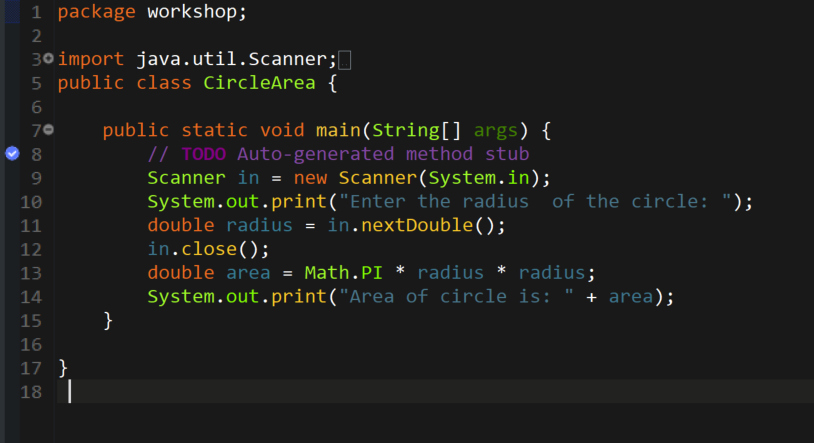 1 package workshop;
2
3 import java.util.Scanner;
5 public class CircleArea {
6
7     public static void main(String[] args) {
8         // TODO Auto-generated method stub
9         Scanner in = new Scanner(System.in);
10         System.out.print("Enter the radius  of the circle: ");
11         double radius = in.nextDouble();
12         in.close();
13         double area = Math.PI * radius * radius;
14         System.out.print("Area of circle is: " + area);
15     }
16
17 }
18